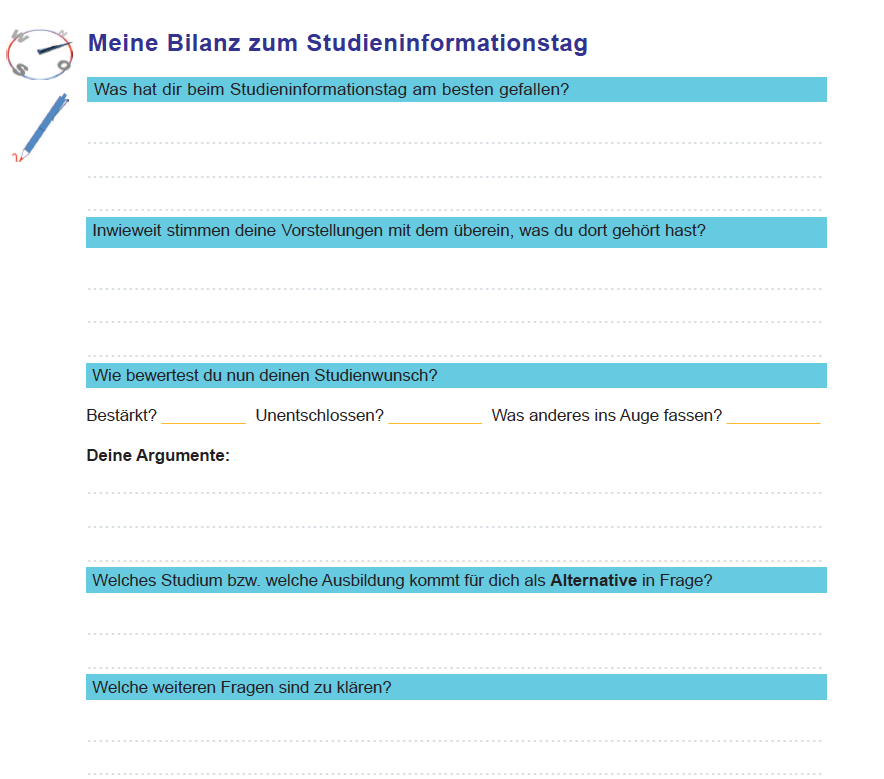 Meine Bilanz zum Studieninformationstag
Was hat dir beim Studieninformationstag am besten gefallen?
Inwieweit stimmen deine Vorstellungen mit dem überein, was du dort gehört hast?
Wie bewertest du nun deinen Studienwunsch?
Bestärkt? _________ Unentschlossen? __________ Was anderes ins Auge fassen? __________
Deine Argumente:
Welches Studium bzw. welche Ausbildung kommt für dich als Alternative in Frage?
Welche weiteren Fragen sind zu klären?